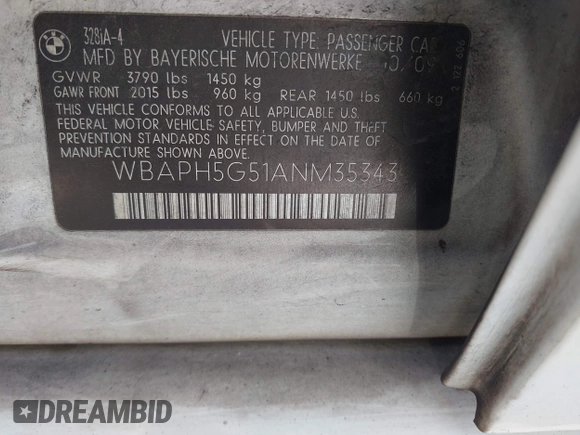 328iA-4 VEHICLE TYPE: PASSENGER CAR
MFD BY BAYERISCHE MOTORENWERKE
GVWR 3790 lbs 1450 kg
GAWR FRONT 2015 lbs 960 kg REAR 1450 lbs 660 kg
THIS VEHICLE CONFORMS TO ALL APPLICABLE U.S.
FEDERAL MOTOR VEHICLE SAFETY, BUMPER AND THEFT
PREVENTION STANDARDS IN EFFECT ON THE DATE OF
MANUFACTURE SHOWN ABOVE:
WBAPH5G51ANM35343
DREAMBID